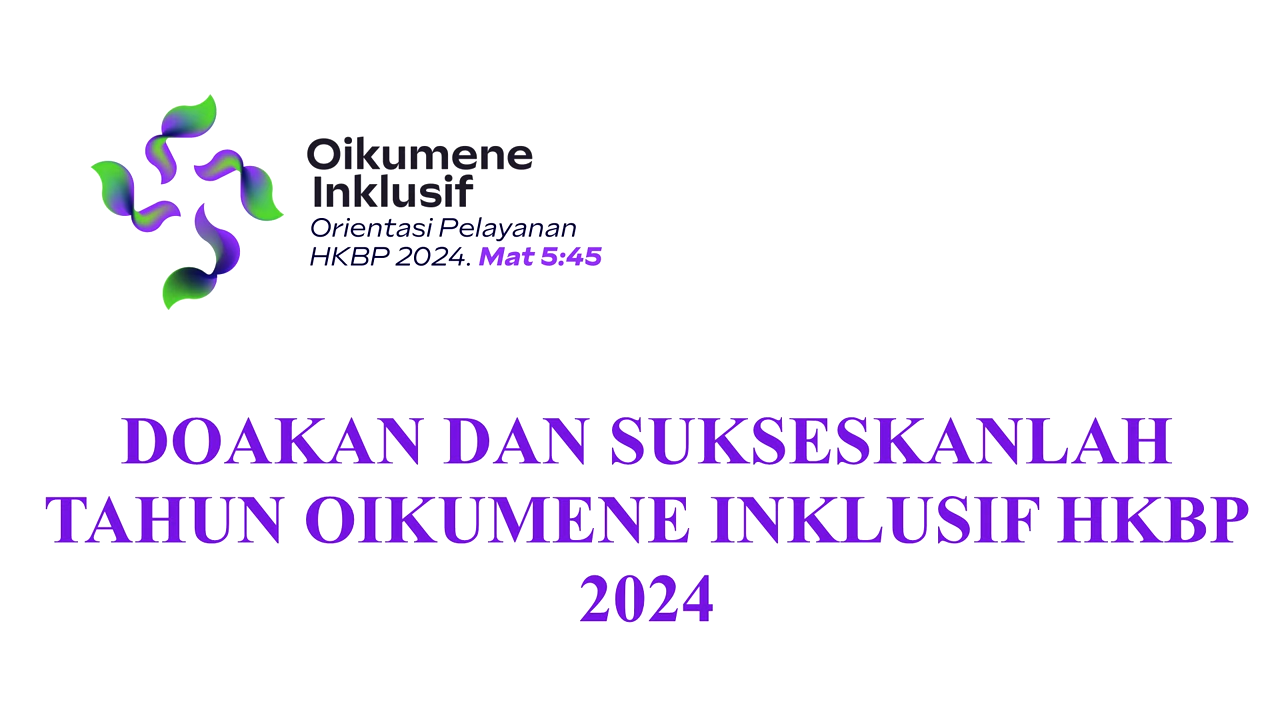 Oikumene
Inklusif
Orientasi Pelayanan
HKBP 2024. Mat 5:45
DOAKAN DAN SUKSESKANLAH
TAHUN OIKUMENE INKLUSIF HKBP
2024